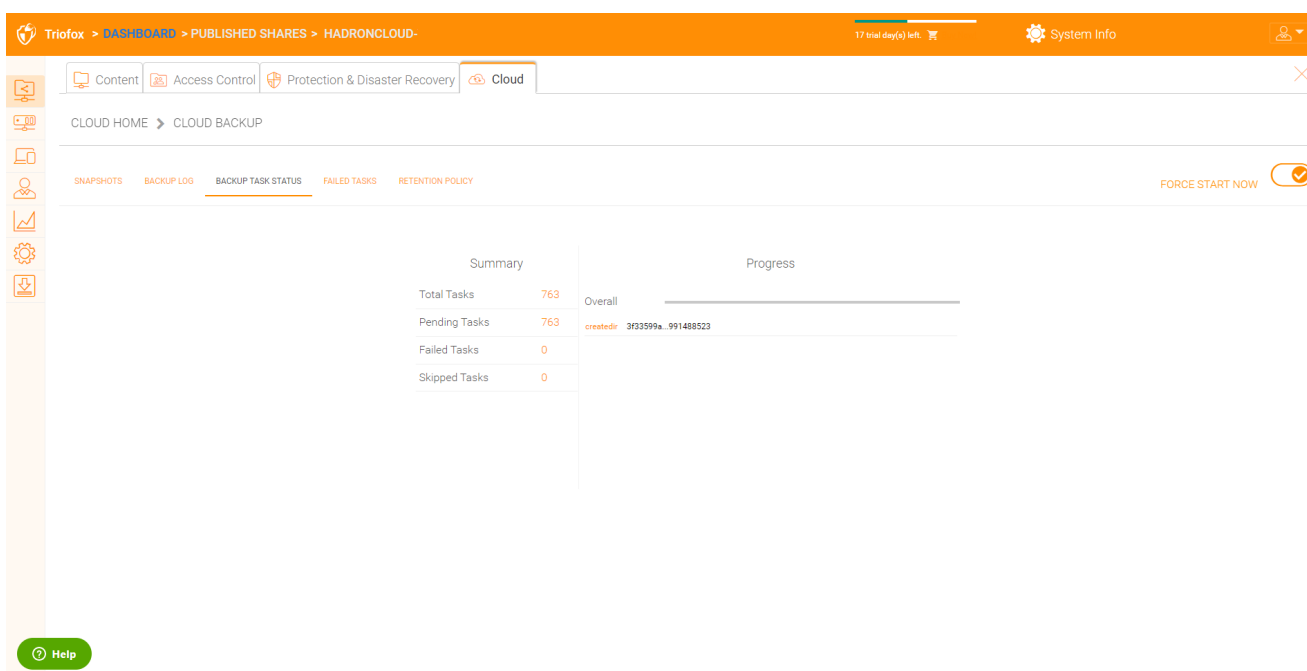 Triofox > DASHBOARD > PUBLISHED SHARES > HADRONCLOUD-
17 trial day(s) left.
System Info
Content
Access Control
Protection & Disaster Recovery
Cloud
CLOUD HOME > CLOUD BACKUP
SNAPSHOTS
BACKUP LOG
BACKUP TASK STATUS
FAILED TASKS
RETENTION POLICY
FORCE START NOW
Summary
Total Tasks 763
Pending Tasks 763
Failed Tasks 0
Skipped Tasks 0
Progress
Overall
createdir 3f33599a...991488523
Help